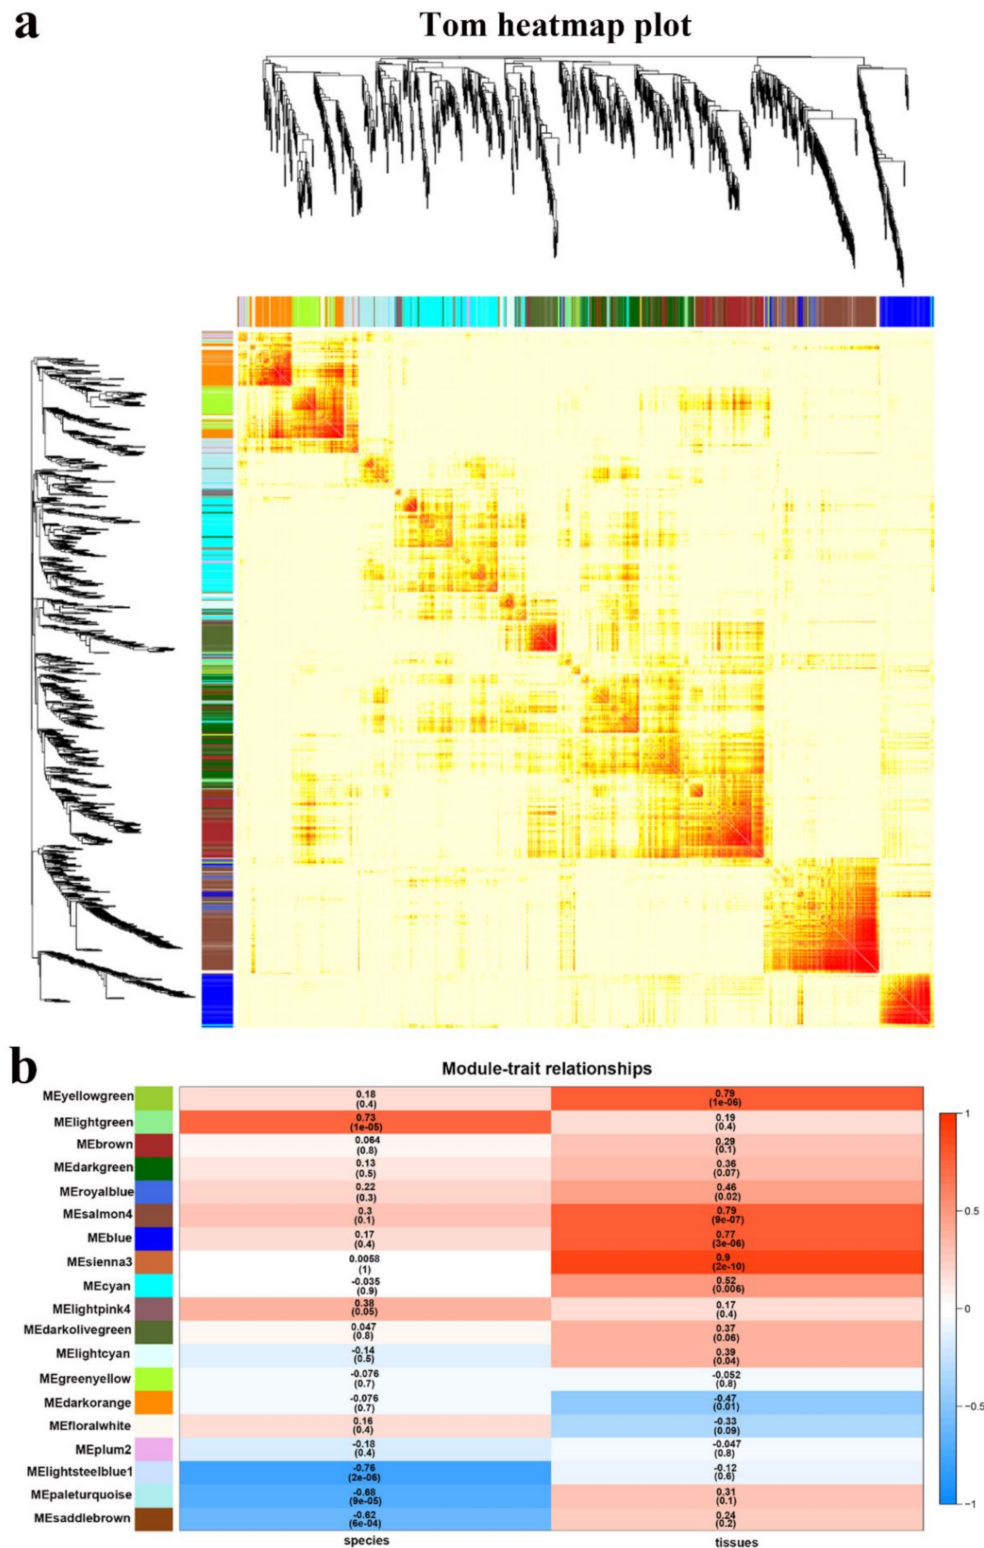 a
Tom heatmap plot
b
Module-trait relationships
MEyellowgreen 0.18 (0.4) 0.79 (1e-06)
MElightgreen 0.73 (1e-05) 0.19 (0.4)
MEbrown 0.064 (0.8) 0.29 (0.1)
MEdarkgreen 0.13 (0.5) 0.36 (0.07)
MEroyalblue 0.22 (0.3) 0.46 (0.02)
MEsalmon4 0.3 (0.1) 0.79 (9e-07)
MEblue 0.17 (0.4) 0.77 (3e-06)
MEsienna3 0.0058 (1) 0.9 (2e-10)
MEcyan -0.035 (0.9) 0.52 (0.006)
MElightpink4 0.38 (0.05) 0.17 (0.4)
MEdarkolivegreen 0.047 (0.8) 0.37 (0.06)
MElightcyan -0.14 (0.5) 0.39 (0.04)
MEgreenyellow -0.076 (0.7) -0.052 (0.8)
MEdarkorange -0.076 (0.7) -0.47 (0.01)
MEfloralwhite 0.16 (0.4) -0.33 (0.09)
MEplum2 -0.18 (0.4) -0.047 (0.8)
MElightsteelblue1 -0.76 (2e-06) -0.12 (0.6)
MEpaleturquoise -0.68 (9e-05) 0.31 (0.1)
MEsaddlebrown -0.62 (6e-04) 0.24 (0.2)
species tissues
1
0.5
0
-0.5
-1